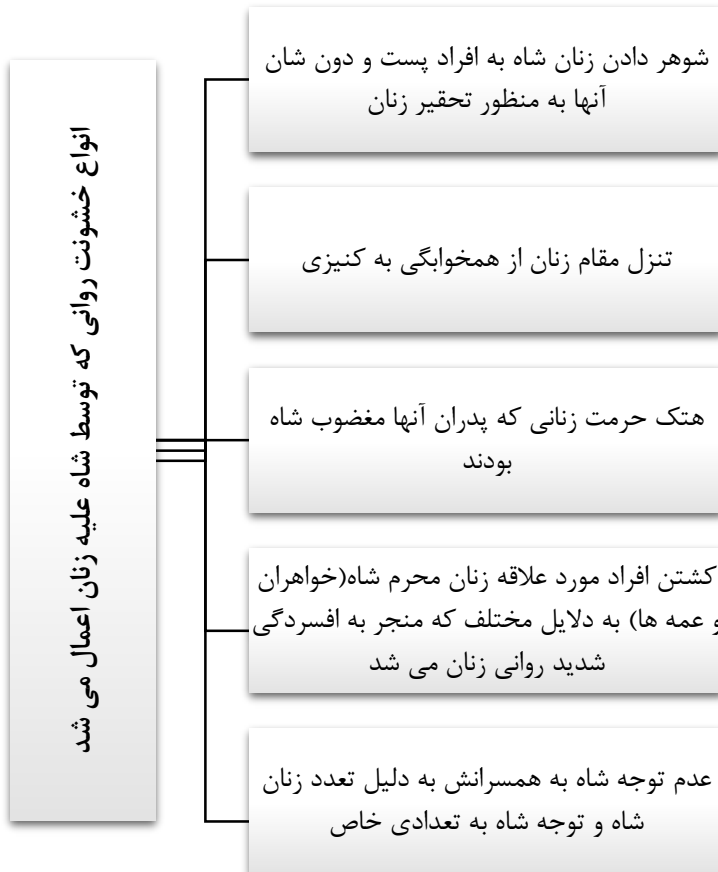 انواع خشونت روانی که توسط شاه علیه زنان اعمال می شد
شوهر دادن زنان شاه به افراد پست و دون شان
آنها به منظور تحقیر زنان
تنزل مقام زنان از همخوابگی به کنیزی
هتک حرمت زنانی که پدران آنها مغضوب شاه
بودند
کشتن افراد مورد علاقه زنان محرم شاه(خواهران
و عمه ها) به دلایل مختلف که منجر به افسردگی
شدید روانی زنان می شد
عدم توجه شاه به همسرانش به دلیل تعدد زنان
شاه و توجه شاه به تعدادی خاص